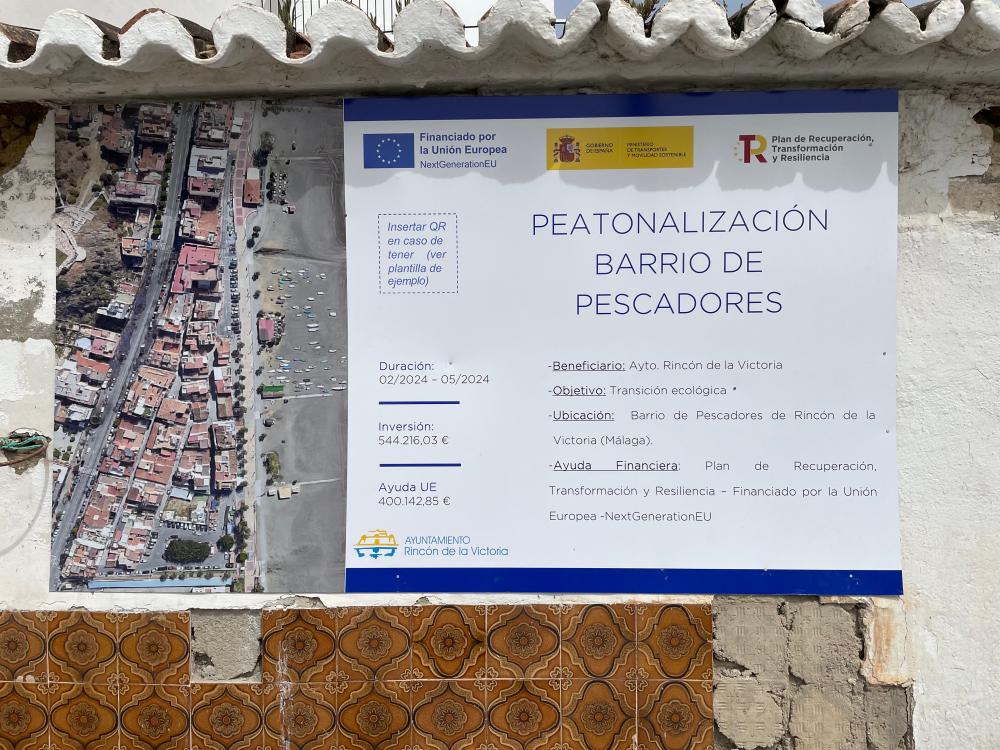 Financiado por
la Unión Europea
NextGenerationEU
GOBIERNO
DE ESPAÑA
MINISTERIO
DE TRANSPORTES
Y MOVILIDAD SOSTENIBLE
TR
Plan de Recuperación,
Transformación
y Resiliencia
Insertar QR
en caso de
tener (ver
plantilla de
ejemplo)
PEATONALIZACIÓN
BARRIO DE
PESCADORES
Duración:
02/2024 – 05/2024
Inversión:
544.216,03 €
Ayuda UE
400.142,85 €
-Beneficiario: Ayto. Rincón de la Victoria
-Objetivo: Transición ecológica
-Ubicación: Barrio de Pescadores de Rincón de la
Victoria (Málaga).
-Ayuda Financiera: Plan de Recuperación,
Transformación y Resiliencia – Financiado por la Unión
Europea -NextGenerationEU
AYUNTAMIENTO
Rincón de la Victoria